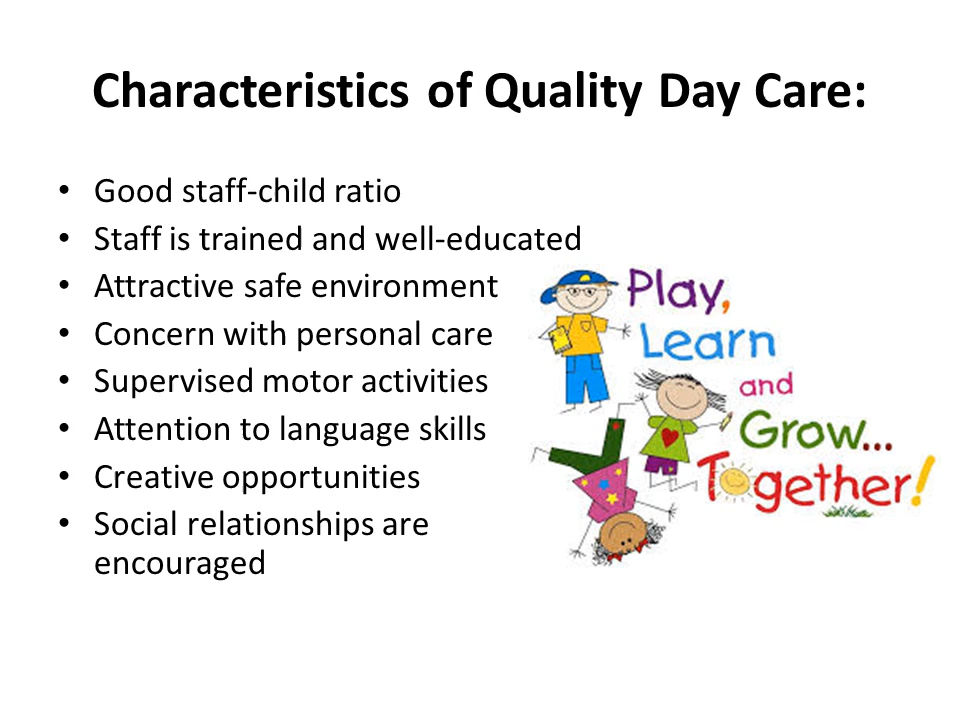 Characteristics of Quality Day Care:
• Good staff-child ratio
• Staff is trained and well-educated
• Attractive safe environment
• Concern with personal care
• Supervised motor activities
• Attention to language skills
• Creative opportunities
• Social relationships are
encouraged
Play,
Learn
and
Grow...
Together!